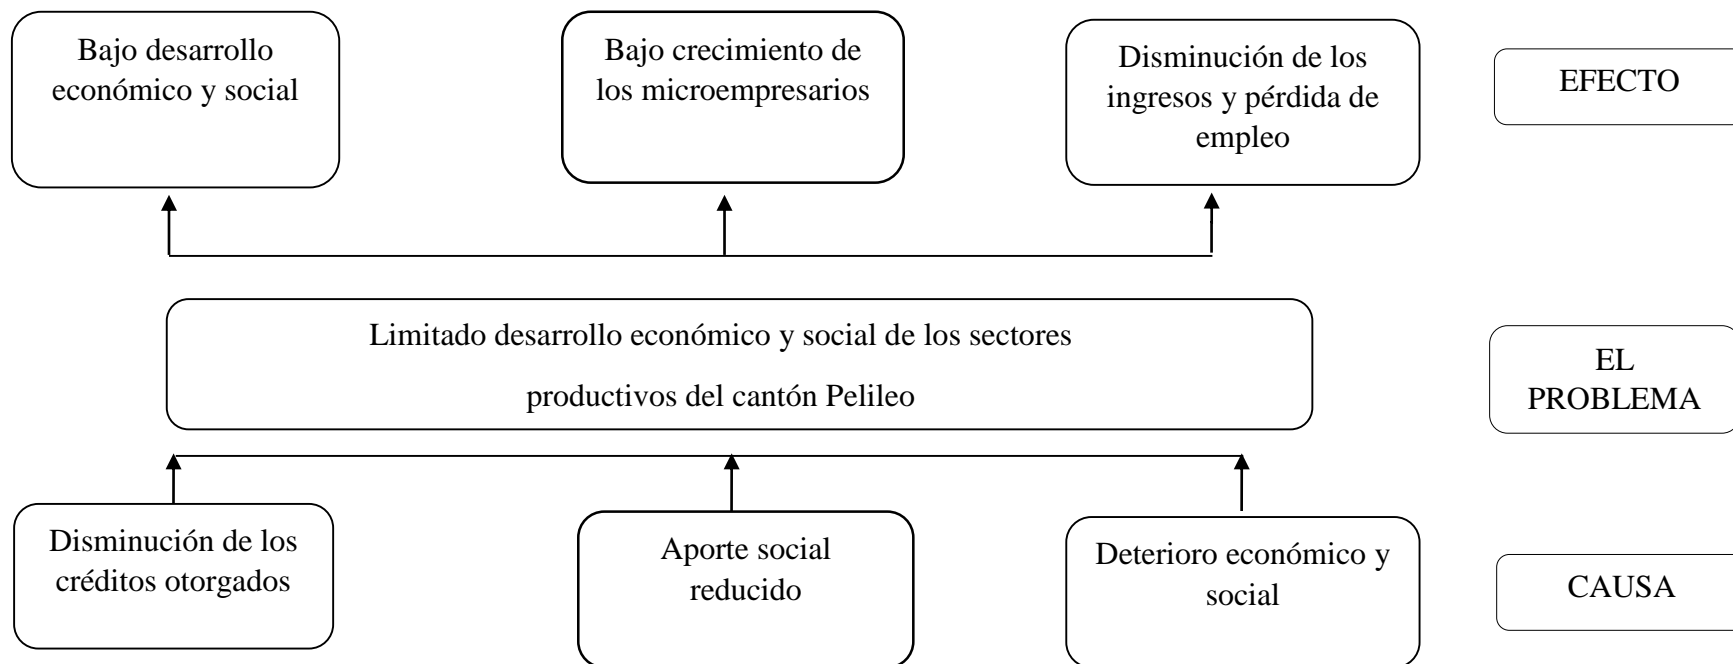 Bajo desarrollo
económico y social
Bajo crecimiento de
los microempresarios
Disminución de los
ingresos y pérdida de
empleo
EFECTO
Limitado desarrollo económico y social de los sectores
productivos del cantón Pelileo
EL
PROBLEMA
Disminución de los
créditos otorgados
Aporte social
reducido
Deterioro económico y
social
CAUSA